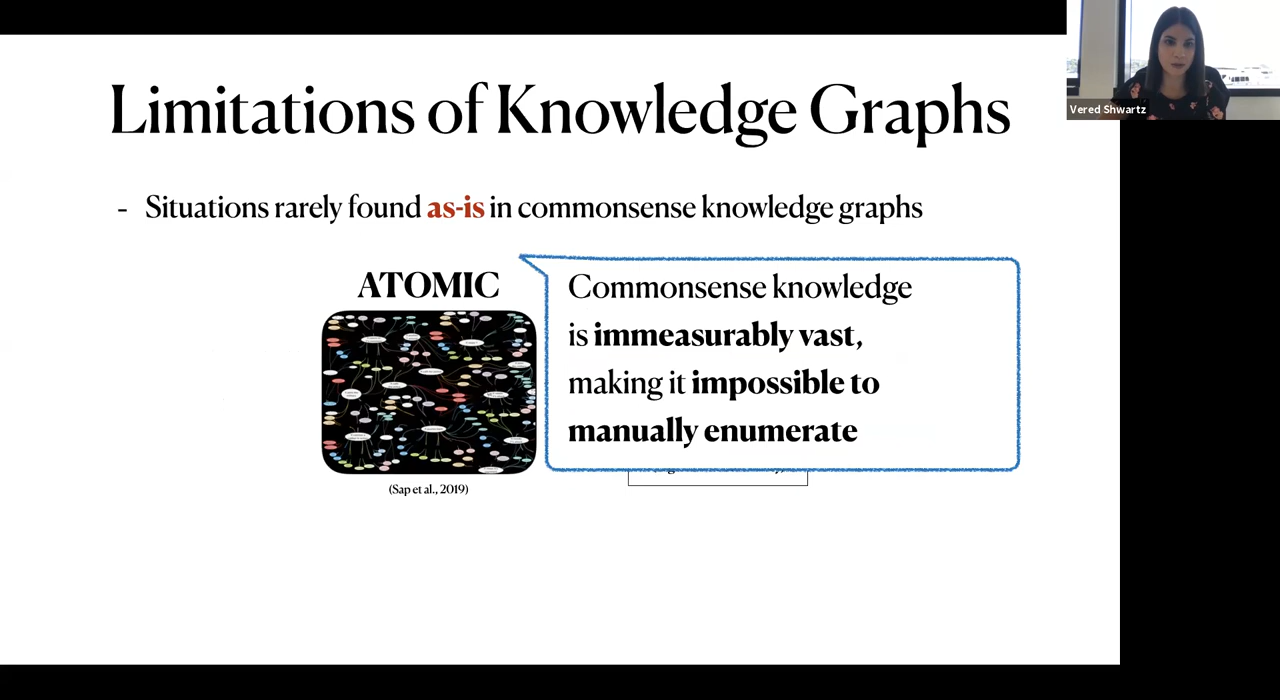 Limitations of Knowledge Graphs
- Situations rarely found as-is in commonsense knowledge graphs
ATOMIC
Commonsense knowledge
is immeasurably vast,
making it impossible to
manually enumerate
(Sap et al., 2019)
Vered Shwartz